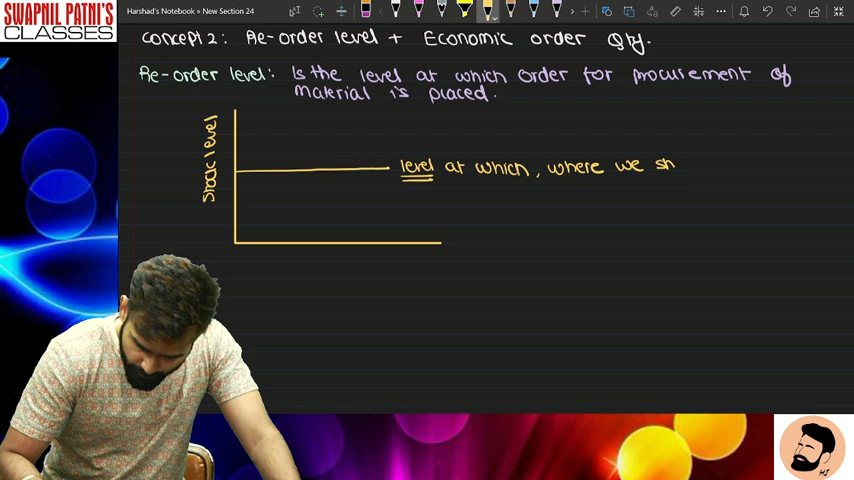 SWAPNIL PATNI'S
CLASSES
Harshad's Notebook » New Section 24
Concept 2: Re-order level + Economic order Qty.
Re-order level: Is the level at which order for procurement of
material is placed.
Stock level
level at which, where we sh
HJ